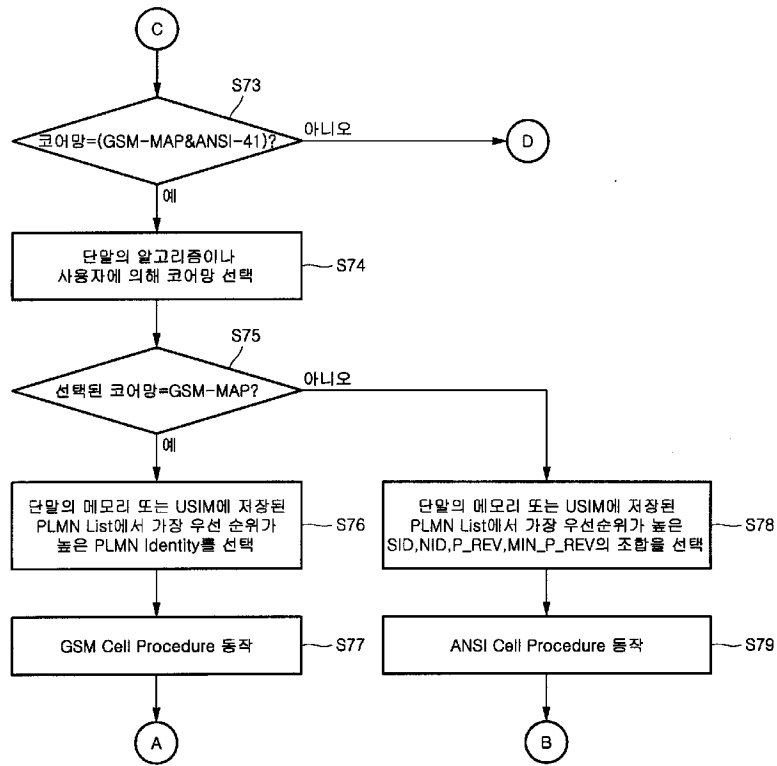 C
S73
코어망=(GSM-MAP&ANSI-41)?
아니오
D
예
단말의 알고리즘이나
사용자에 의해 코어망 선택
S74
S75
선택된 코어망=GSM-MAP?
아니오
예
단말의 메모리 또는 USIM에 저장된
PLMN List에서 가장 우선 순위가
높은 PLMN Identity를 선택
S76
단말의 메모리 또는 USIM에 저장된
PLMN List에서 가장 우선순위가 높은
SID,NID,P_REV,MIN_P_REV의 조합을 선택
S78
GSM Cell Procedure 동작
S77
ANSI Cell Procedure 동작
S79
A
B